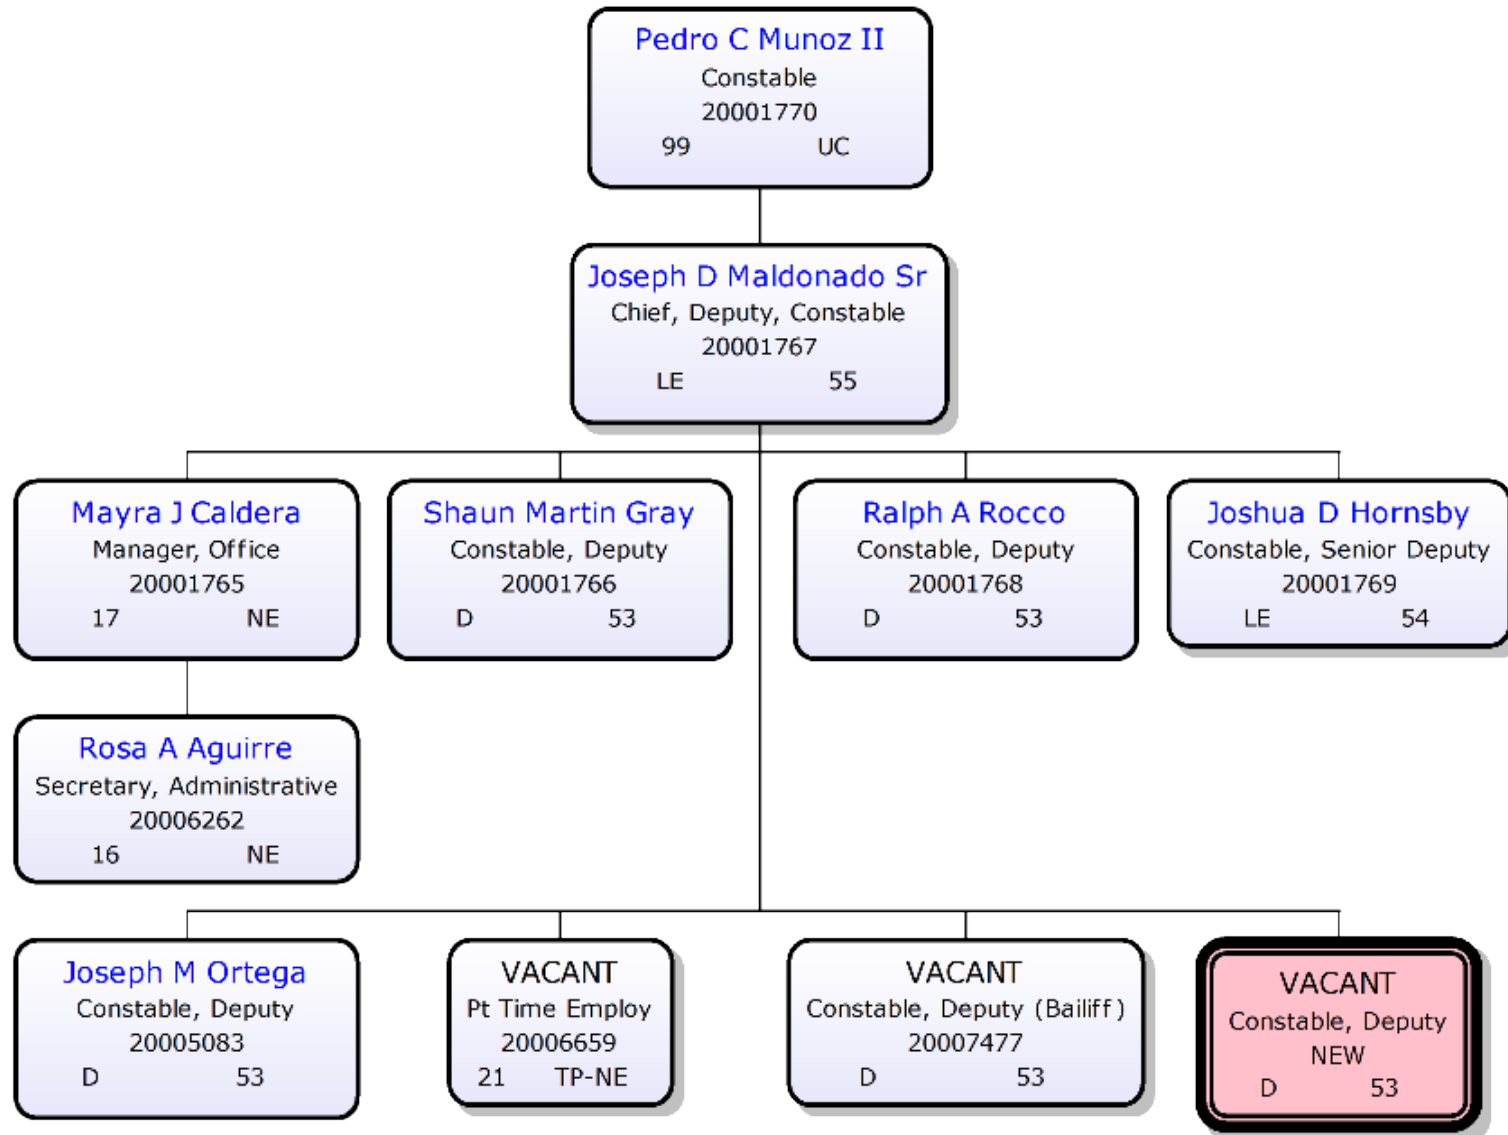 Pedro C Munoz II
Constable
20001770
99 UC
Joseph D Maldonado Sr
Chief, Deputy, Constable
20001767
LE 55
Mayra J Caldera
Manager, Office
20001765
17 NE
Shaun Martin Gray
Constable, Deputy
20001766
D 53
Ralph A Rocco
Constable, Deputy
20001768
D 53
Joshua D Hornsby
Constable, Senior Deputy
20001769
LE 54
Rosa A Aguirre
Secretary, Administrative
20006262
16 NE
Joseph M Ortega
Constable, Deputy
20005083
D 53
VACANT
Pt Time Employ
20006659
21 TP-NE
VACANT
Constable, Deputy (Bailiff)
20007477
D 53
VACANT
Constable, Deputy
NEW
D 53